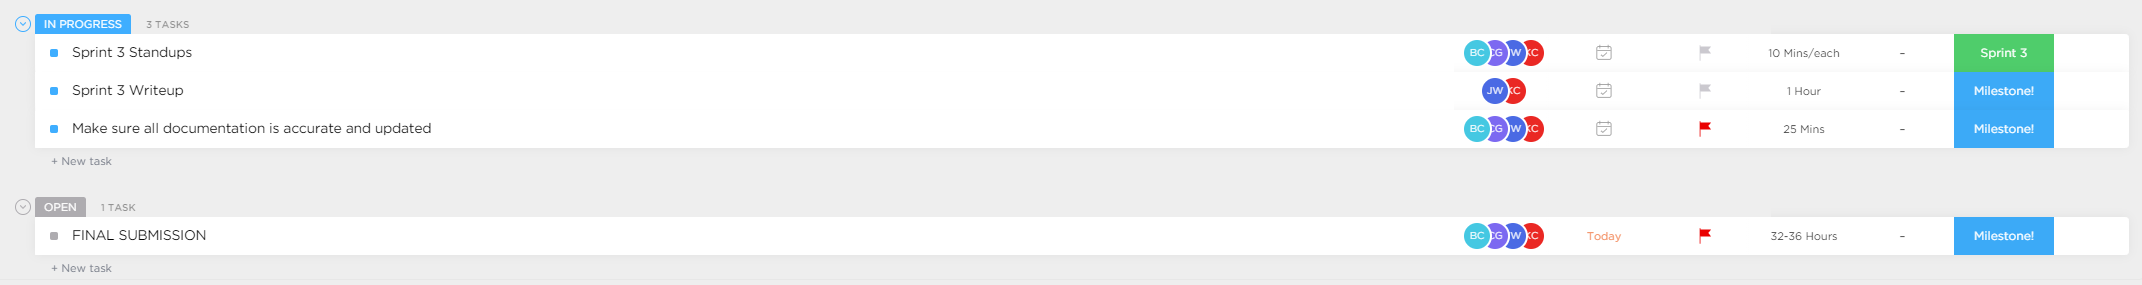 IN PROGRESS 3 TASKS
Sprint 3 Standups BC CG JW KC 10 Mins/each – Sprint 3
Sprint 3 Writeup JW KC 1 Hour – Milestone!
Make sure all documentation is accurate and updated BC CG JW KC 25 Mins – Milestone!
+ New task
OPEN 1 TASK
FINAL SUBMISSION BC CG JW KC Today 32-36 Hours – Milestone!
+ New task